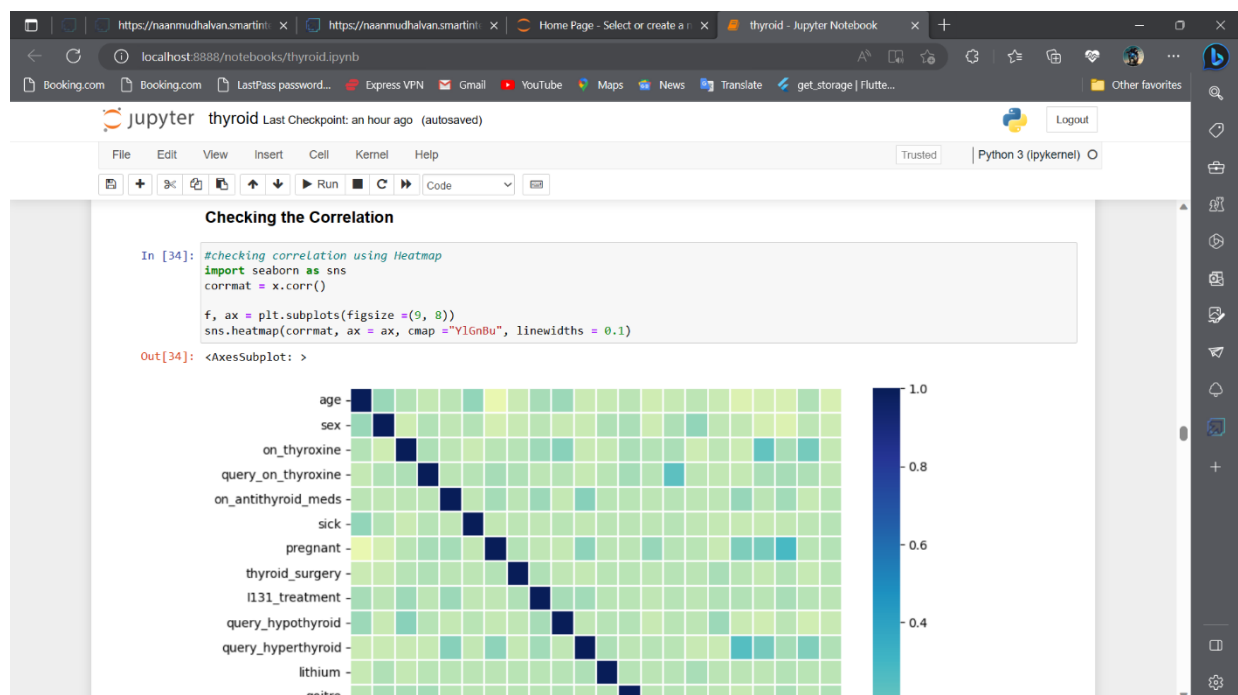 https://naanmudhalvan.smartinte
https://naanmudhalvan.smartinte
Home Page - Select or create a n
thyroid - Jupyter Notebook
localhost:8888/notebooks/thyroid.ipynb
Booking.com
Booking.com
LastPass password...
Express VPN
Gmail
YouTube
Maps
News
Translate
get_storage | Flutte...
Other favorites
jupyter thyroid Last Checkpoint: an hour ago (autosaved)
Logout
File Edit View Insert Cell Kernel Help
Trusted
Python 3 (ipykernel)
Run
Code
Checking the Correlation
In [34]: #checking correlation using Heatmap
import seaborn as sns
corrmat = x.corr()
f, ax = plt.subplots(figsize =(9, 8))
sns.heatmap(corrmat, ax = ax, cmap ="YlGnBu", linewidths = 0.1)
Out[34]: <AxesSubplot: >
age
sex
on_thyroxine
query_on_thyroxine
on_antithyroid_meds
sick
pregnant
thyroid_surgery
I131_treatment
query_hypothyroid
query_hyperthyroid
lithium
goitre
1.0
0.8
0.6
0.4